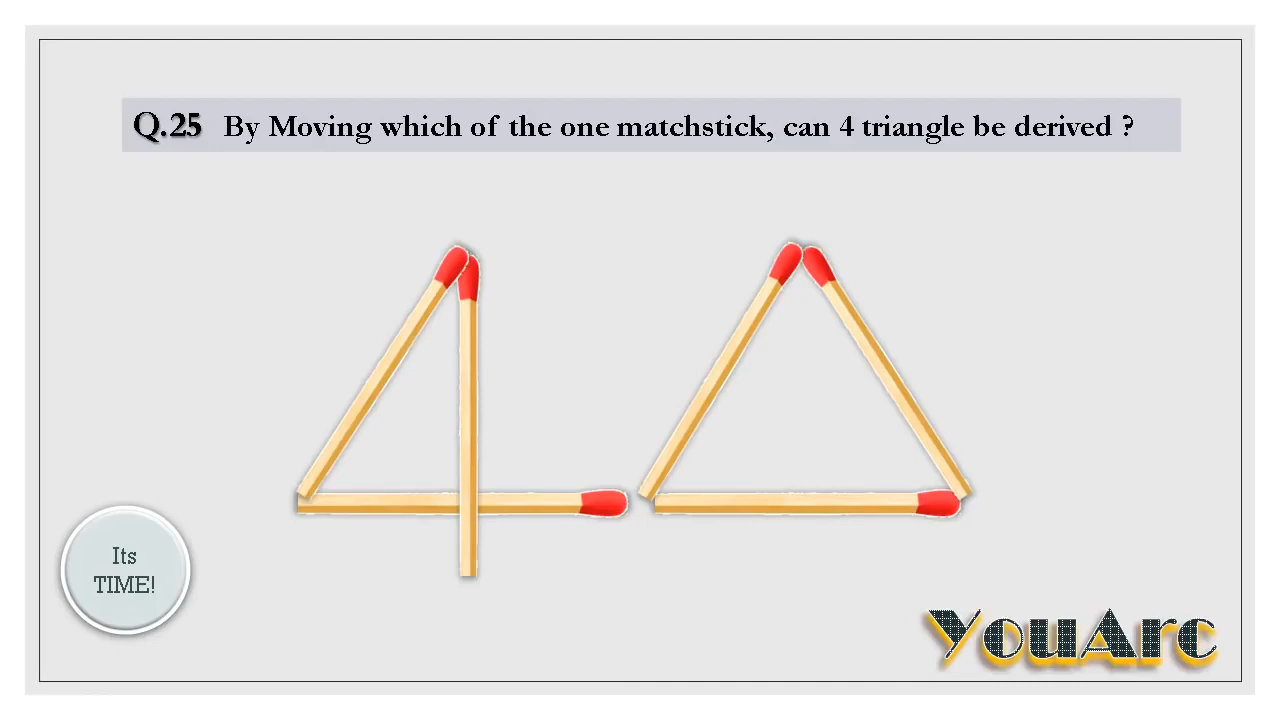 Q.25 By Moving which of the one matchstick, can 4 triangle be derived ?
Its
TIME!
YouArc